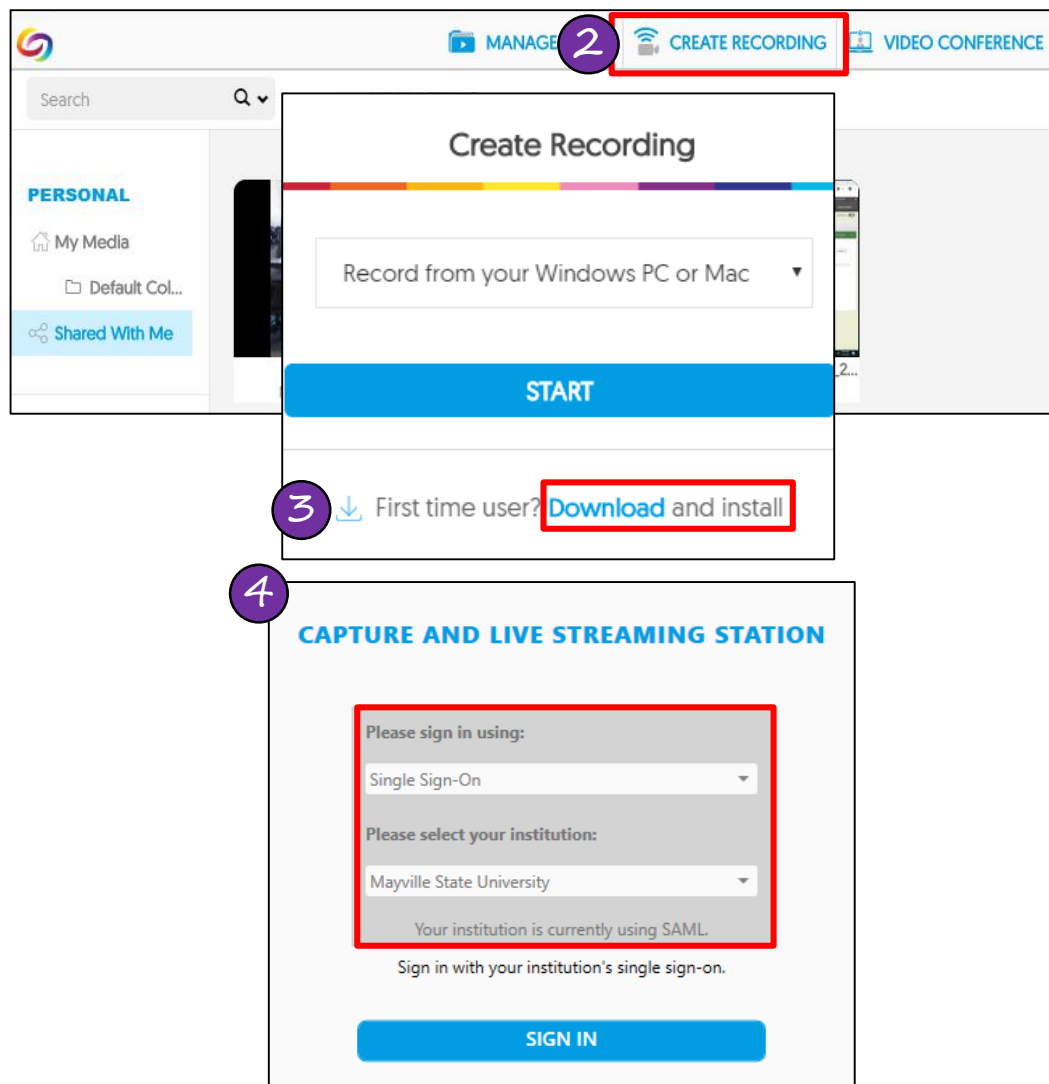 MANAGE 2 CREATE RECORDING VIDEO CONFERENCE
Search
Create Recording
PERSONAL
My Media
Record from your Windows PC or Mac
Default Col...
Shared With Me
_2...
START
3 First time user? Download and install
4
CAPTURE AND LIVE STREAMING STATION
Please sign in using:
Single Sign-On
Please select your institution:
Mayville State University
Your institution is currently using SAML.
Sign in with your institution's single sign-on.
SIGN IN